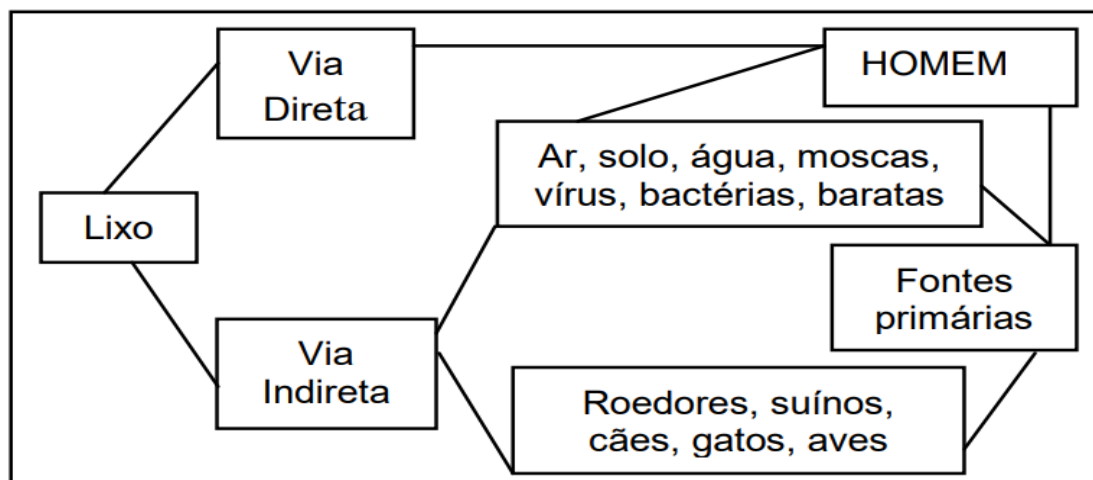 Via
Direta
HOMEM
Ar, solo, água, moscas,
vírus, bactérias, baratas
Lixo
Fontes
primárias
Via
Indireta
Roedores, suínos,
cães, gatos, aves